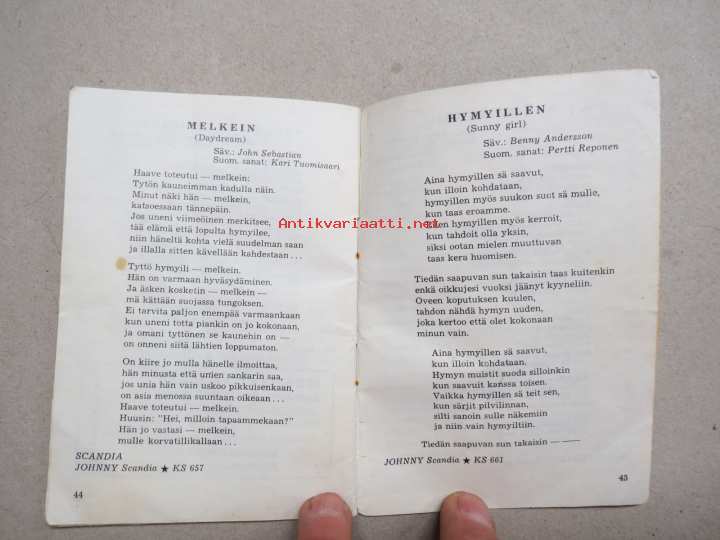 MELKEIN
(Daydream)
Säv.: John Sebastian
Suom. sanat: Kari Tuomisaari
Haave toteutui — melkein:
Tytön kauneimman kadulla näin.
Minut näki hän — melkein,
katsoessaan tännepäin.
Jos uneni viimeöinen merkitsee,
tää elämä että lopulta hymyilee,
niin häneltä kohta vielä suudelman saan
ja illalla sitten kävellään kahdestaan . . .
Tyttö hymyili — melkein.
Hän on varmaan hyväsydäminen.
Ja äsken kosketin — melkein —
mä kättään suojassa tungoksen.
Ei tarvita paljon enempää varmaankaan
kun uneni totta piankin on jo kokonaan,
ja omani tyttönen se kaunehin on —
on onneni siitä lähtien loppumaton.
On kiire jo mulla hänelle ilmoittaa,
hän minusta että unien sankarin saa,
jos unia hän vain uskoo pikkuisenkaan,
on asia menossa suuntaan oikeaan . . .
Haave toteutui — melkein.
Huusin: "Hei, milloin tapaammekaan?"
Hän jo vastasi — melkein,
mulle korvatillikallaan . . .
SCANDIA
JOHNNY Scandia ★ KS 657
44
HYMYILLEN
(Sunny girl)
Säv.: Benny Andersson
Suom. sanat: Pertti Reponen
Aina hymyillen sä saavut,
kun illoin kohdataan,
hymyillen myös suukon suot sä mulle,
kun taas eroamme.
hymyillen myös kerroit,
kun tahdoit olla yksin,
siksi ootan mielen muuttuvan
taas kera huomisen.
Tiedän saapuvan sun takaisin taas kuitenkin
enkä oikkujesi vuoksi jäänyt kyyneliin.
Oveen koputuksen kuulen,
tahdon nähdä hymyn uuden,
joka kertoo että olet kokonaan
minun vain.
Aina hymyillen sä saavut,
kun illoin kohdataan.
Hymyn muistit suoda silloinkin
kun saavuit kanssa toisen.
Vaikka hymyillen sä teit sen,
kun särjit pilvilinnan,
silti sanoin sulle näkemiin
ja niin vain hymyiltiin.
Tiedän saapuvan sun takaisin — —
JOHNNY Scandia ★ KS 661
43
Antikvariaatti.net